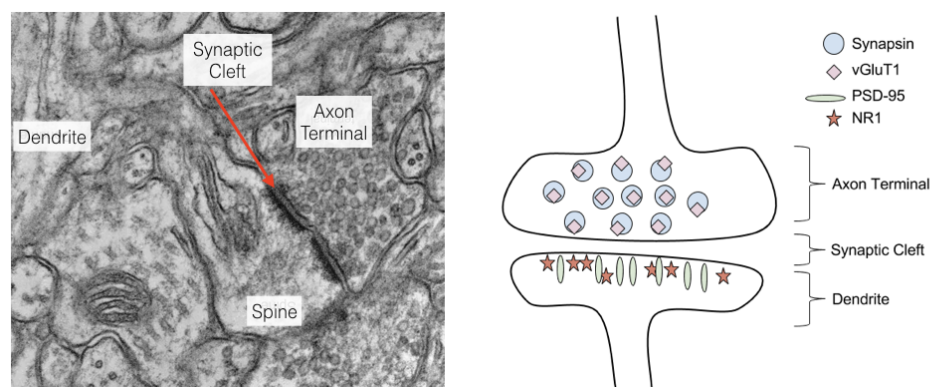 Synaptic
Cleft
Axon
Terminal
Dendrite
Spine
Synapsin
vGluT1
PSD-95
NR1
Axon Terminal
Synaptic Cleft
Dendrite